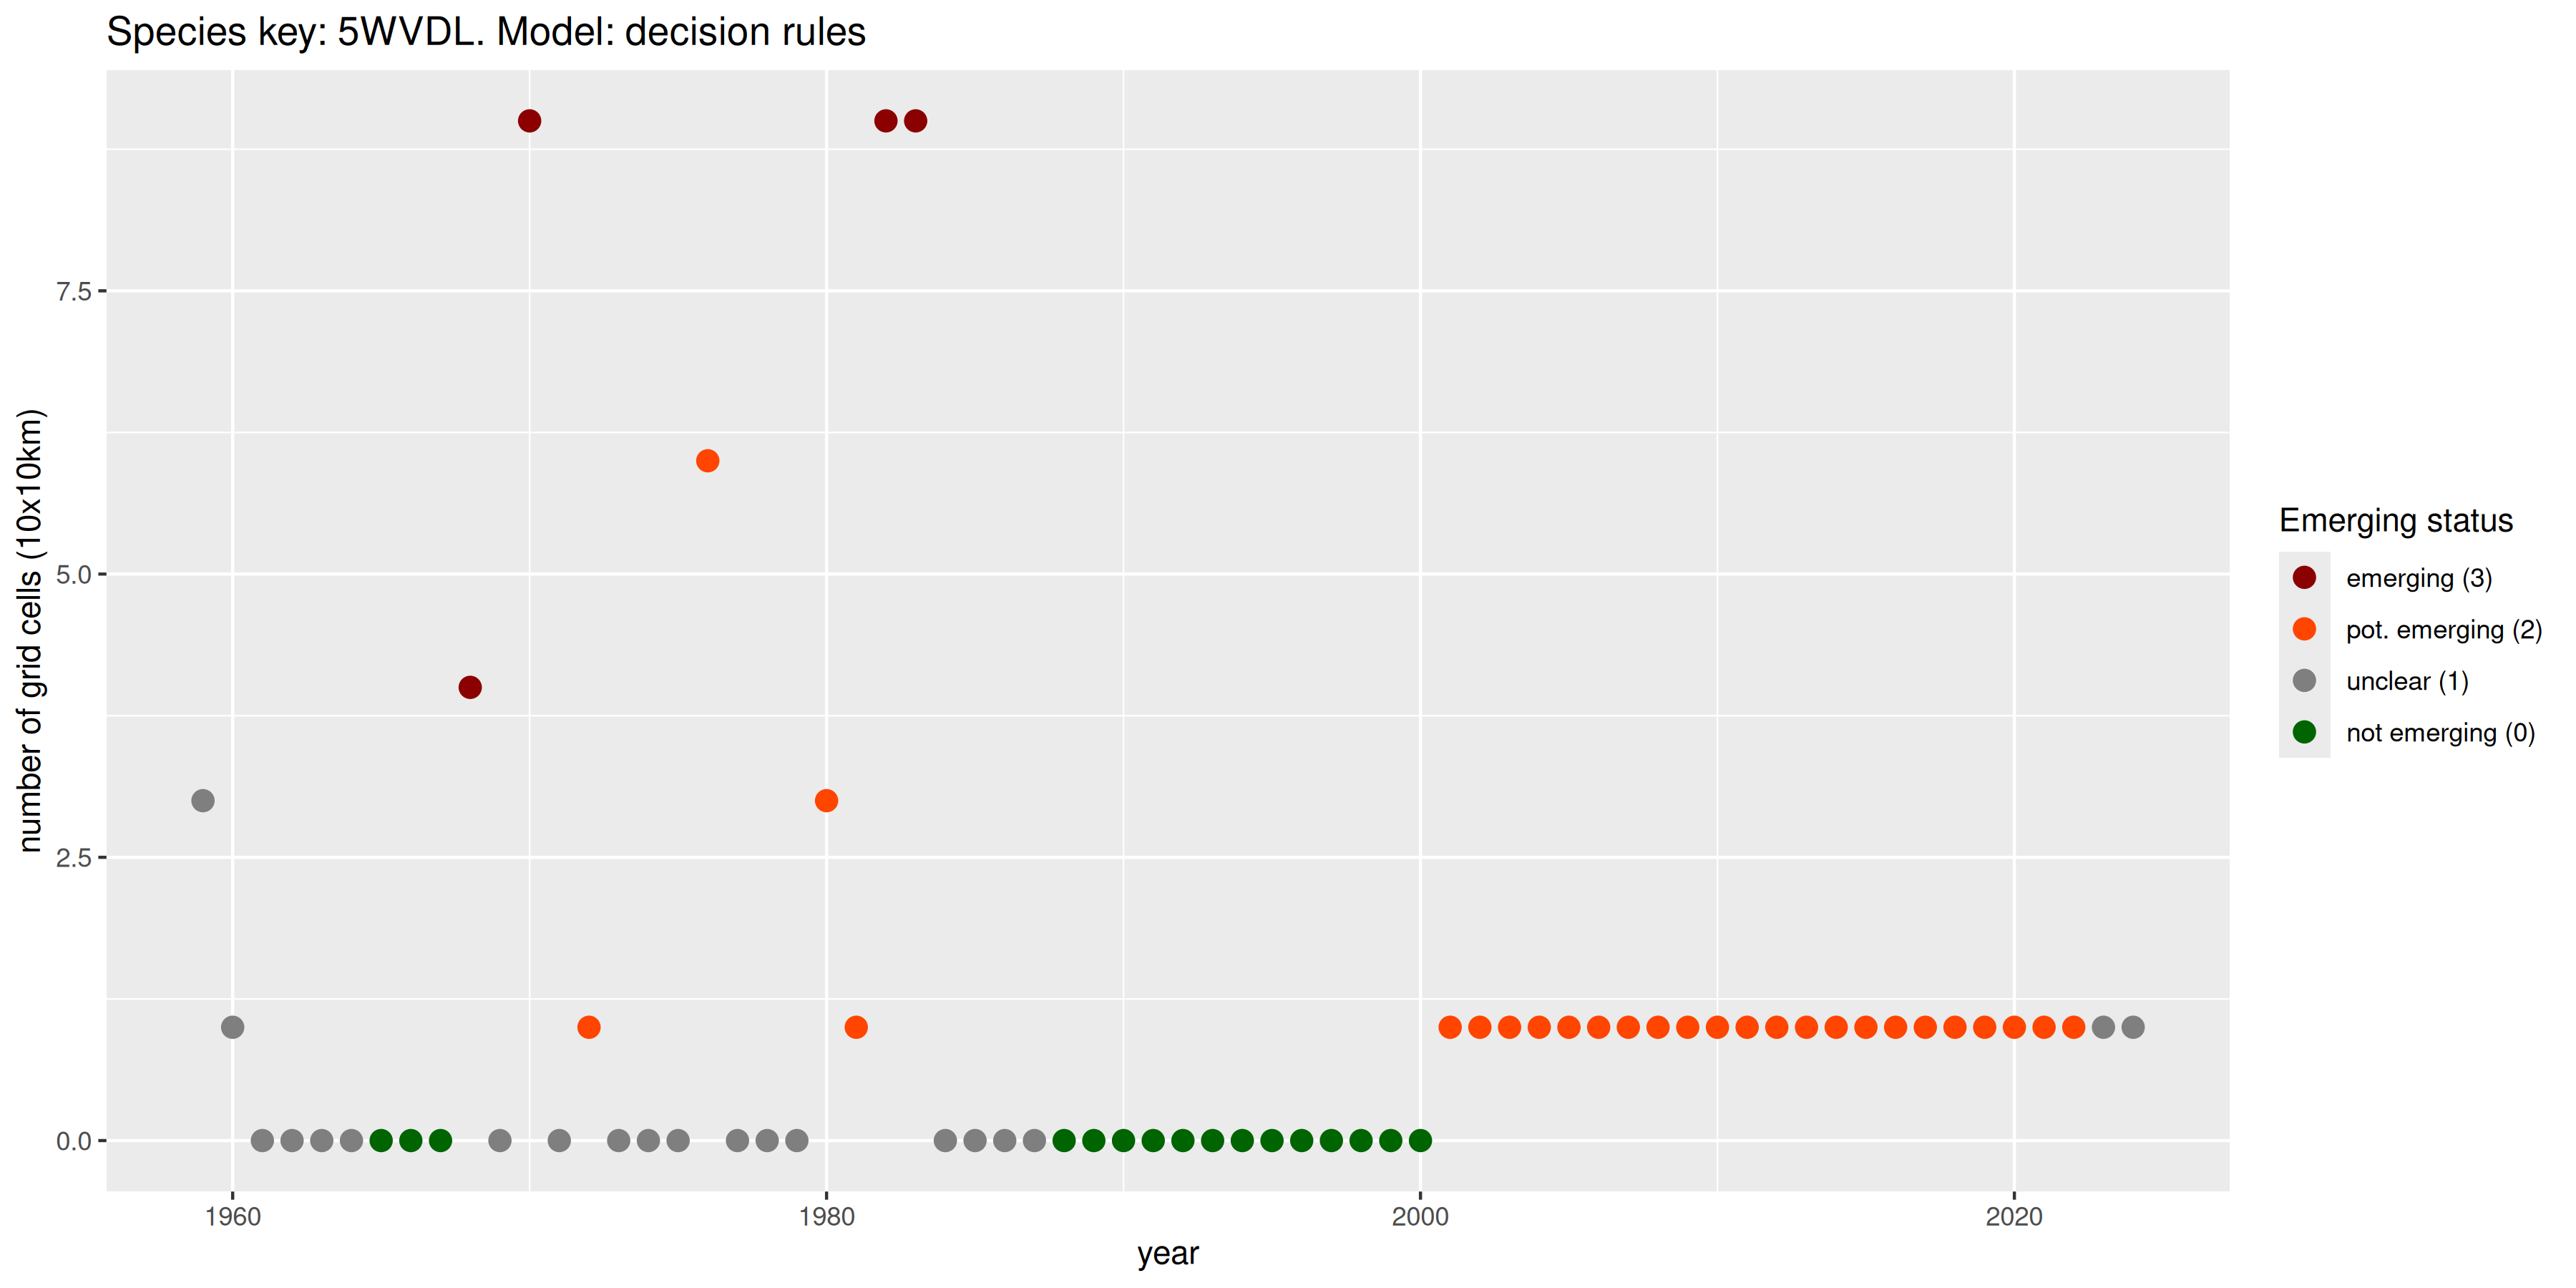 Species key: 5WVDL. Model: decision rules
number of grid cells (10x10km)
7.5
5.0
2.5
0.0
1960
1980
2000
2020
year
Emerging status
emerging (3)
pot. emerging (2)
unclear (1)
not emerging (0)